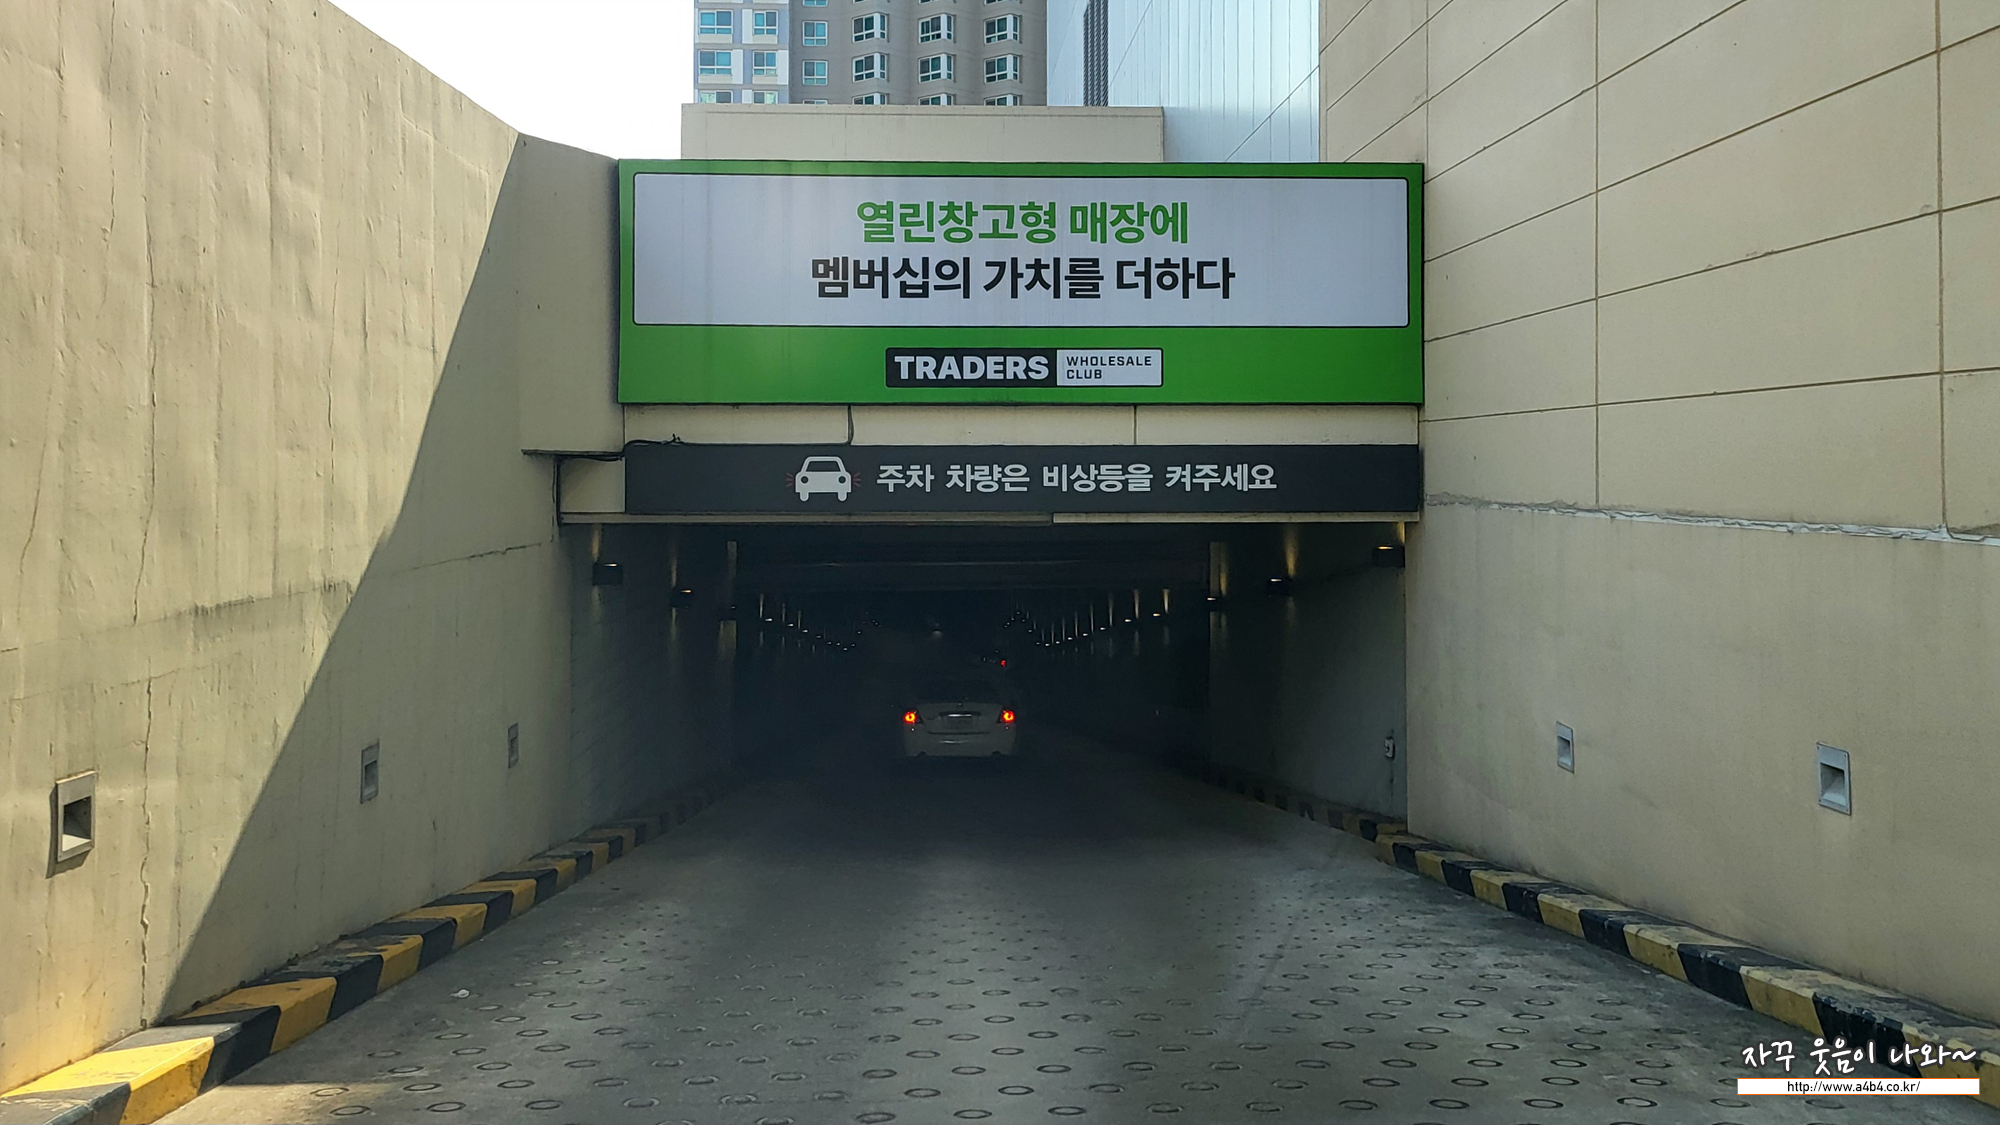 열린창고형 매장에
멤버십의 가치를 더하다
TRADERS WHOLESALE CLUB
주차 차량은 비상등을 켜주세요
자꾸 웃음이 나와~
http://www.a4b4.co.kr/